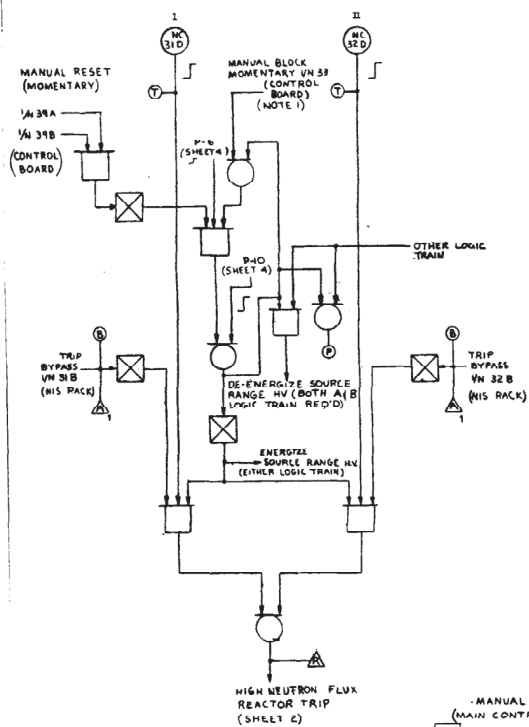 I
II
NC
31D
NC
32D
MANUAL RESET
(MOMENTARY)
1/N 39A
1/N 39B
(CONTROL
BOARD)
MANUAL BLOCK
MOMENTARY 1/N 33
(CONTROL
BOARD)
(NOTE 1)
T
T
P-6
(SHEET 4)
P-10
(SHEET 4)
OTHER LOGIC
TRAIN
P
B
TRIP
BYPASS
1/N 31B
(NIS RACK)
1
DE-ENERGIZE SOURCE
RANGE HV (BOTH A & B
LOGIC TRAIN REQ'D)
B
TRIP
BYPASS
1/N 32B
(NIS RACK)
1
ENERGIZE
SOURCE RANGE H.V.
(EITHER LOGIC TRAIN)
R
HIGH NEUTRON FLUX
REACTOR TRIP
(SHEET 2)
MANUAL